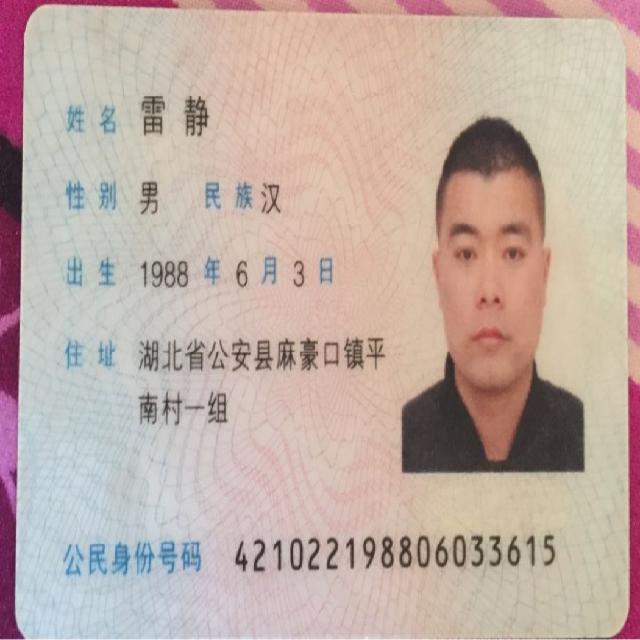 姓名 雷静
性别 男 民族 汉
出生 1988 年 6 月 3 日
住址 湖北省公安县麻豪口镇平
南村一组
公民身份号码 421022198806033615